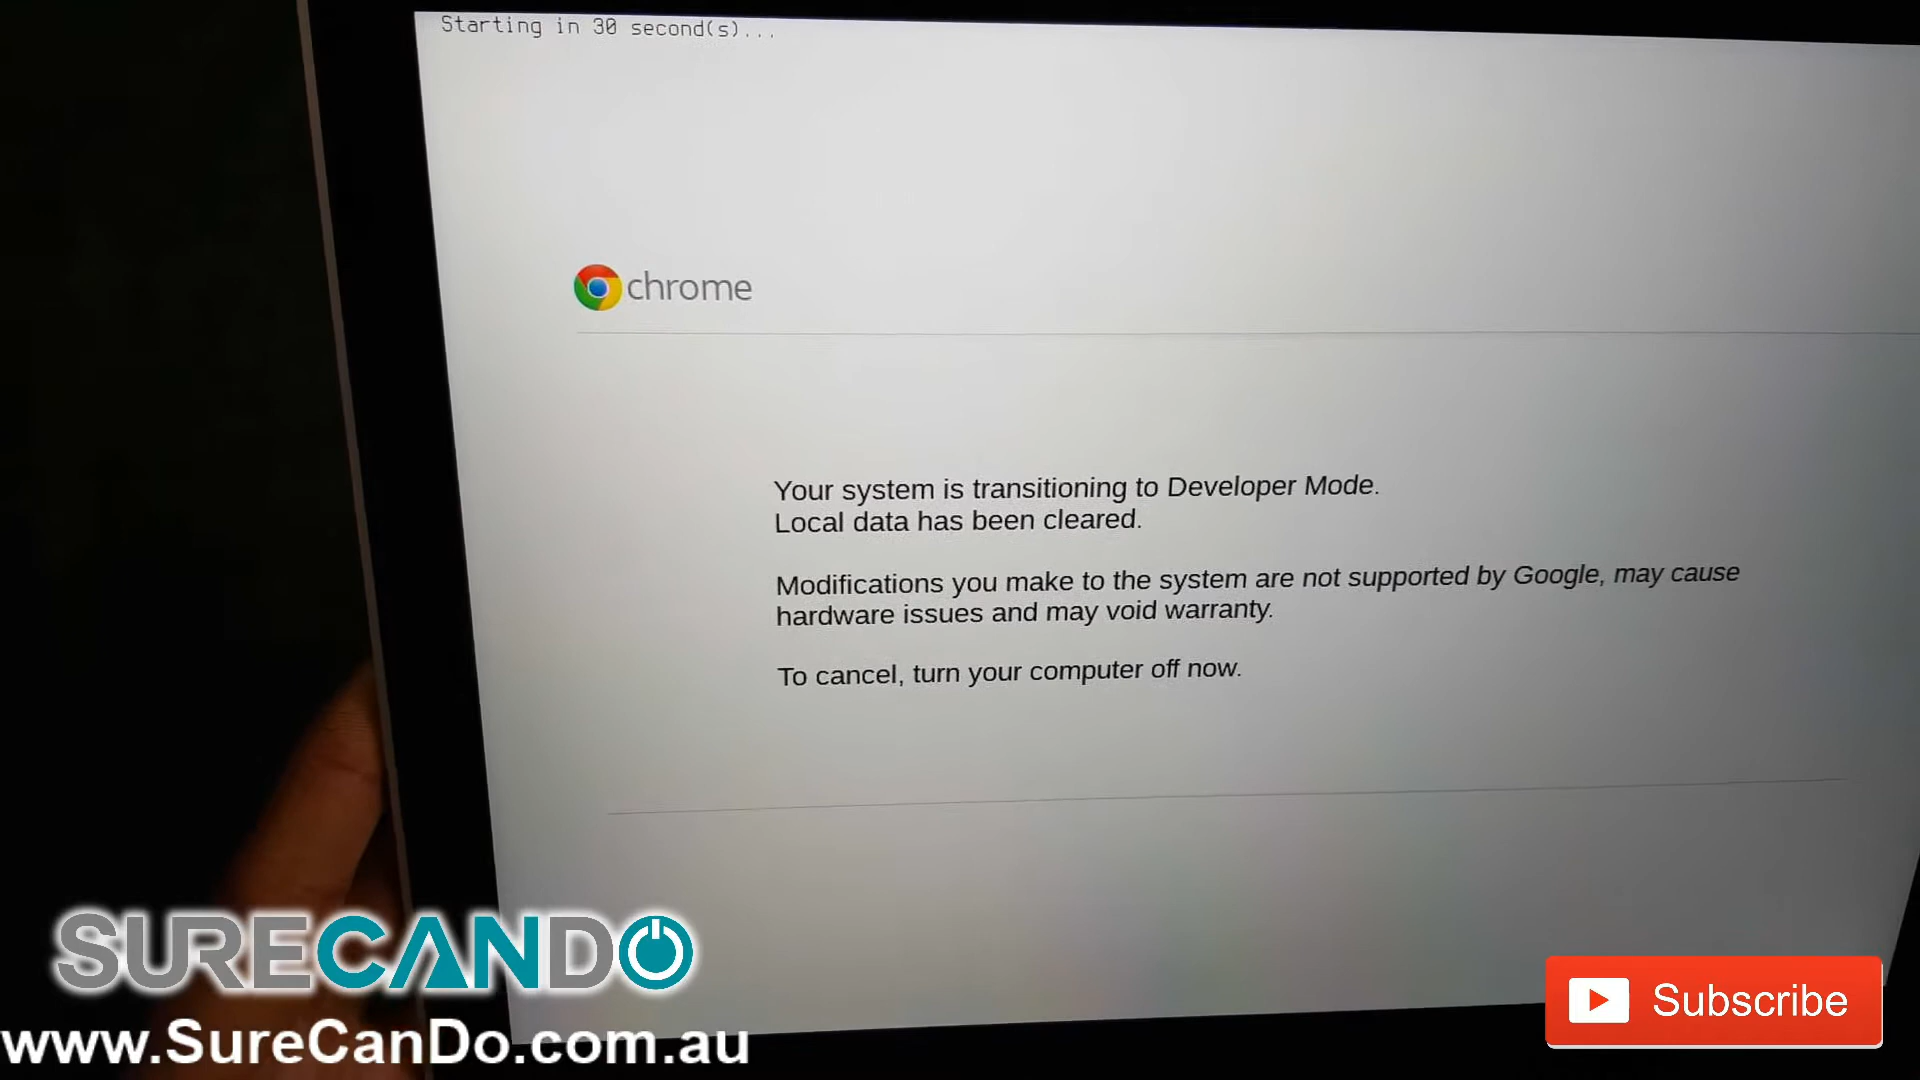 Starting in 30 second(s)...
chrome
Your system is transitioning to Developer Mode.
Local data has been cleared.
Modifications you make to the system are not supported by Google, may cause
hardware issues and may void warranty.
To cancel, turn your computer off now.
SURECANDO
www.SureCanDo.com.au
Subscribe